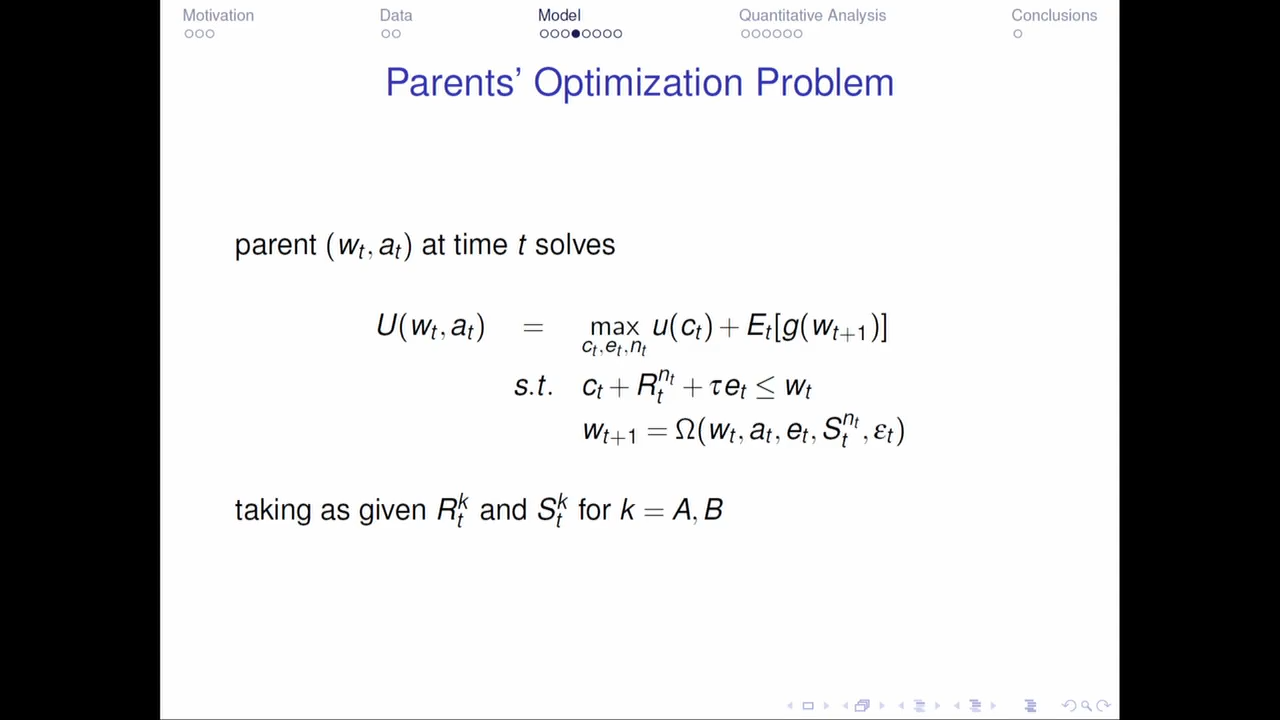 Motivation Data Model Quantitative Analysis Conclusions
Parents' Optimization Problem
parent (w_t, a_t) at time t solves
U(w_t, a_t) = max_{c_t,e_t,n_t} u(c_t) + E_t[g(w_{t+1})]
s.t. c_t + R_t^{n_t} + τe_t ≤ w_t
w_{t+1} = Ω(w_t, a_t, e_t, S_t^{n_t}, ε_t)
taking as given R_t^k and S_t^k for k = A, B